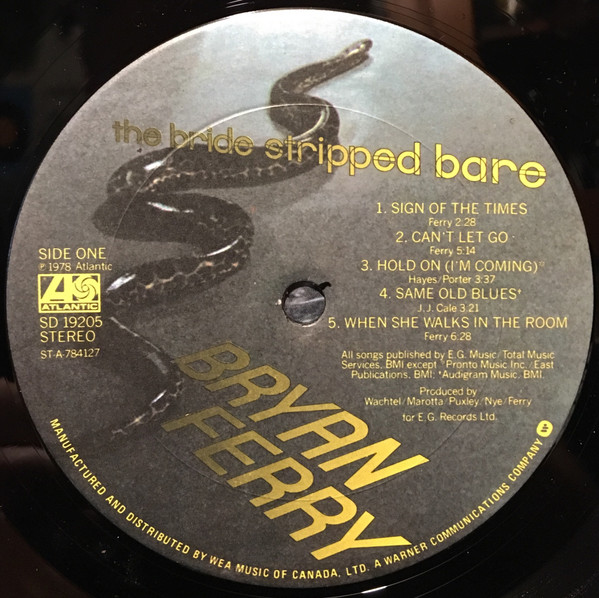 the bride stripped bare
1. SIGN OF THE TIMES
Ferry 2:28
2. CAN'T LET GO
Ferry 5:14
3. HOLD ON (I'M COMING)°
Hayes/Porter 3:37
4. SAME OLD BLUES⁺
J.J. Cale 3:21
5. WHEN SHE WALKS IN THE ROOM
Ferry 6:28
All songs published by E.G. Music/Total Music
Services, BMI except °Pronto Music Inc./East
Publications, BMI; ⁺Audigram Music, BMI.
Produced by
Wachtel/Marotta/Puxley/Nye/Ferry
for E.G. Records Ltd.
SIDE ONE
℗ 1978 Atlantic
ATLANTIC
SD 19205
STEREO
ST-A-784127
BRYAN
FERRY
MANUFACTURED AND DISTRIBUTED BY WEA MUSIC OF CANADA, LTD. A WARNER COMMUNICATIONS COMPANY